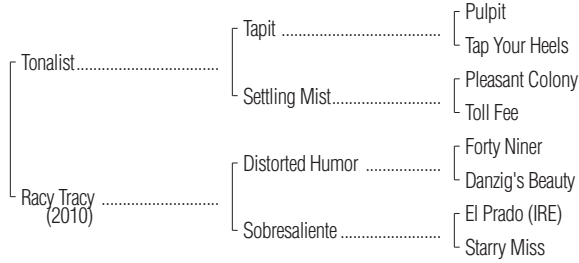 Pulpit
Tapit ..........................................
Tap Your Heels
Tonalist ..........................................
Pleasant Colony
Settling Mist ................................
Toll Fee
Forty Niner
Distorted Humor ......................
Danzig's Beauty
Racy Tracy ...................................
(2010)
El Prado (IRE)
Sobresaliente .............................
Starry Miss